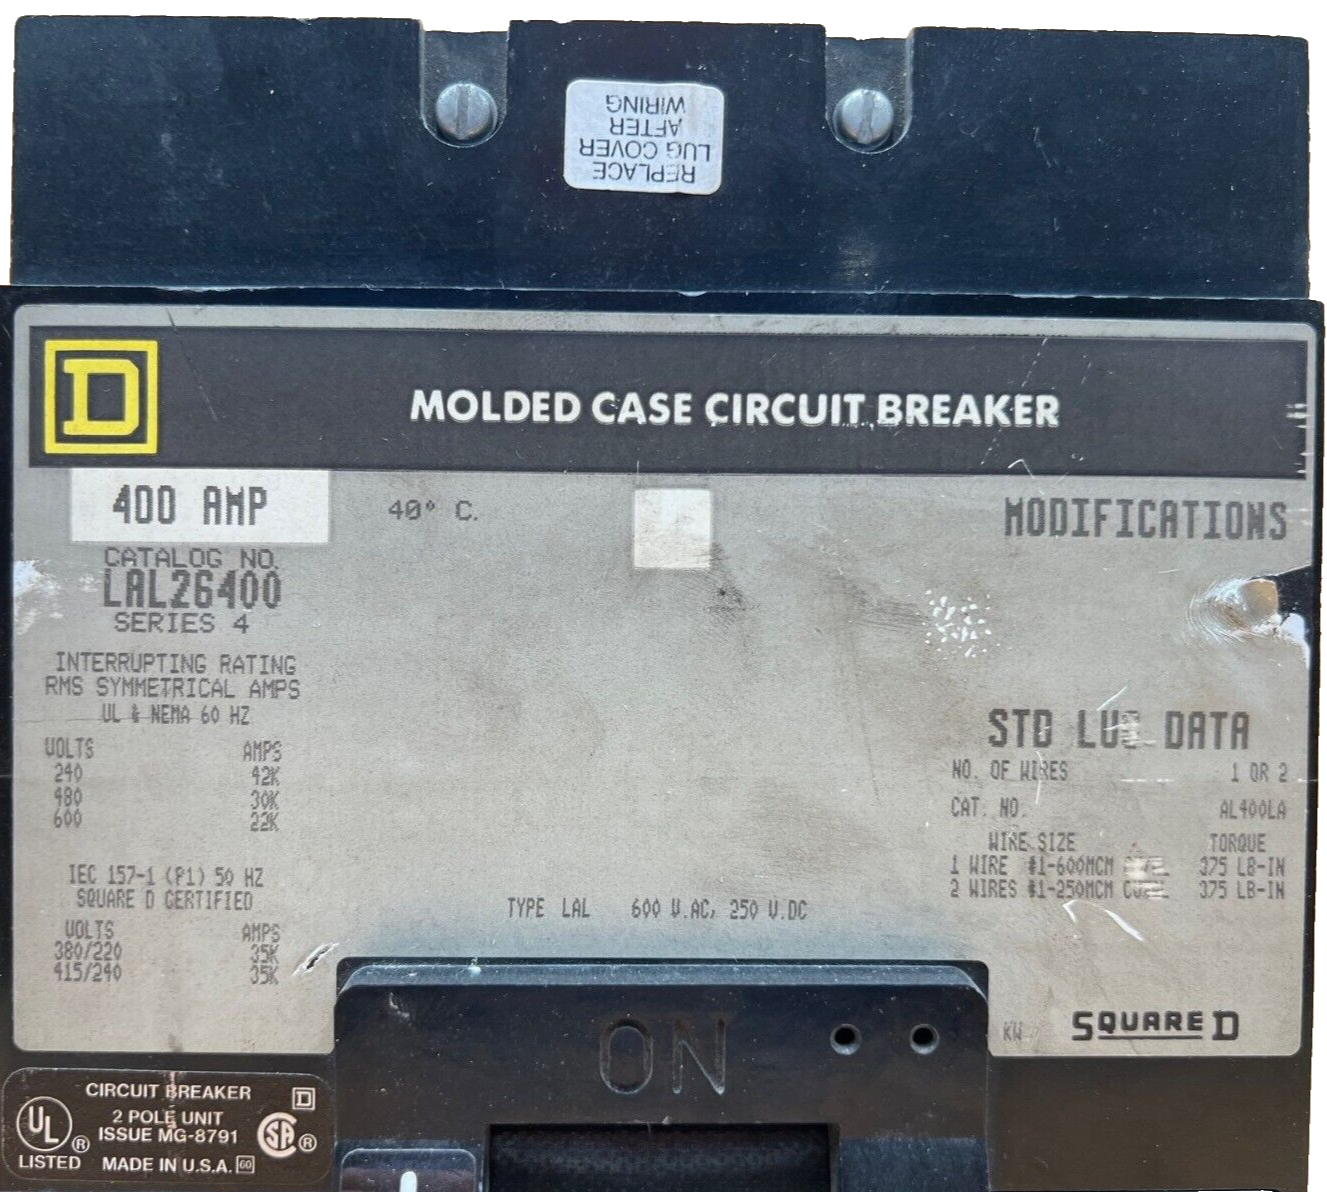 REPLACE
LUG COVER
AFTER
WIRING
D
MOLDED CASE CIRCUIT BREAKER
400 AMP
40° C.
MODIFICATIONS
CATALOG NO.
LAL26400
SERIES 4
INTERRUPTING RATING
RMS SYMMETRICAL AMPS
UL & NEMA 60 HZ
VOLTS AMPS
240 42K
480 30K
600 22K
IEC 157-1 (P1) 50 HZ
SQUARE D CERTIFIED
VOLTS AMPS
380/220 35K
415/240 35K
TYPE LAL 600 V.AC, 250 V.DC
STD LUG DATA
NO. OF WIRES 1 OR 2
CAT. NO. AL400LA
WIRE SIZE TORQUE
1 WIRE #1-600MCM 375 LB-IN
2 WIRES #1-250MCM 375 LB-IN
KW SQUARE D
ON
CIRCUIT BREAKER D
2 POLE UNIT
ISSUE MG-8791
UL ® SA ®
LISTED MADE IN U.S.A. 60